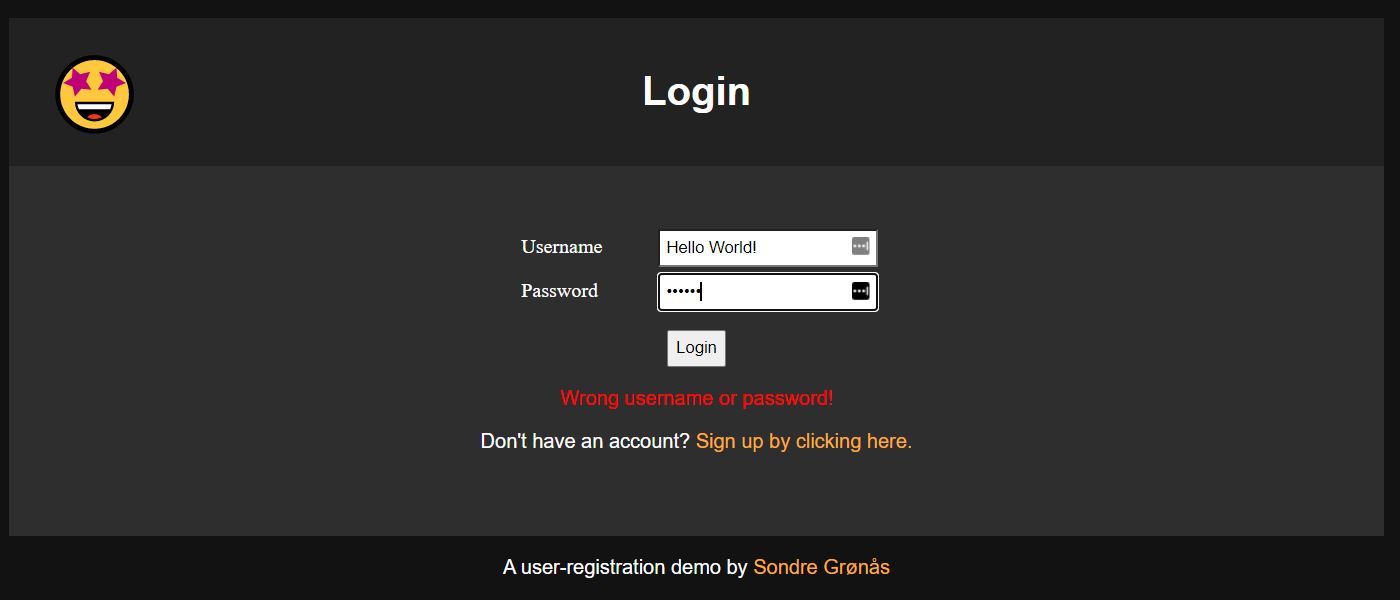 Login
Username Hello World!
Password ••••••
Login
Wrong username or password!
Don't have an account? Sign up by clicking here.
A user-registration demo by Sondre Grønås